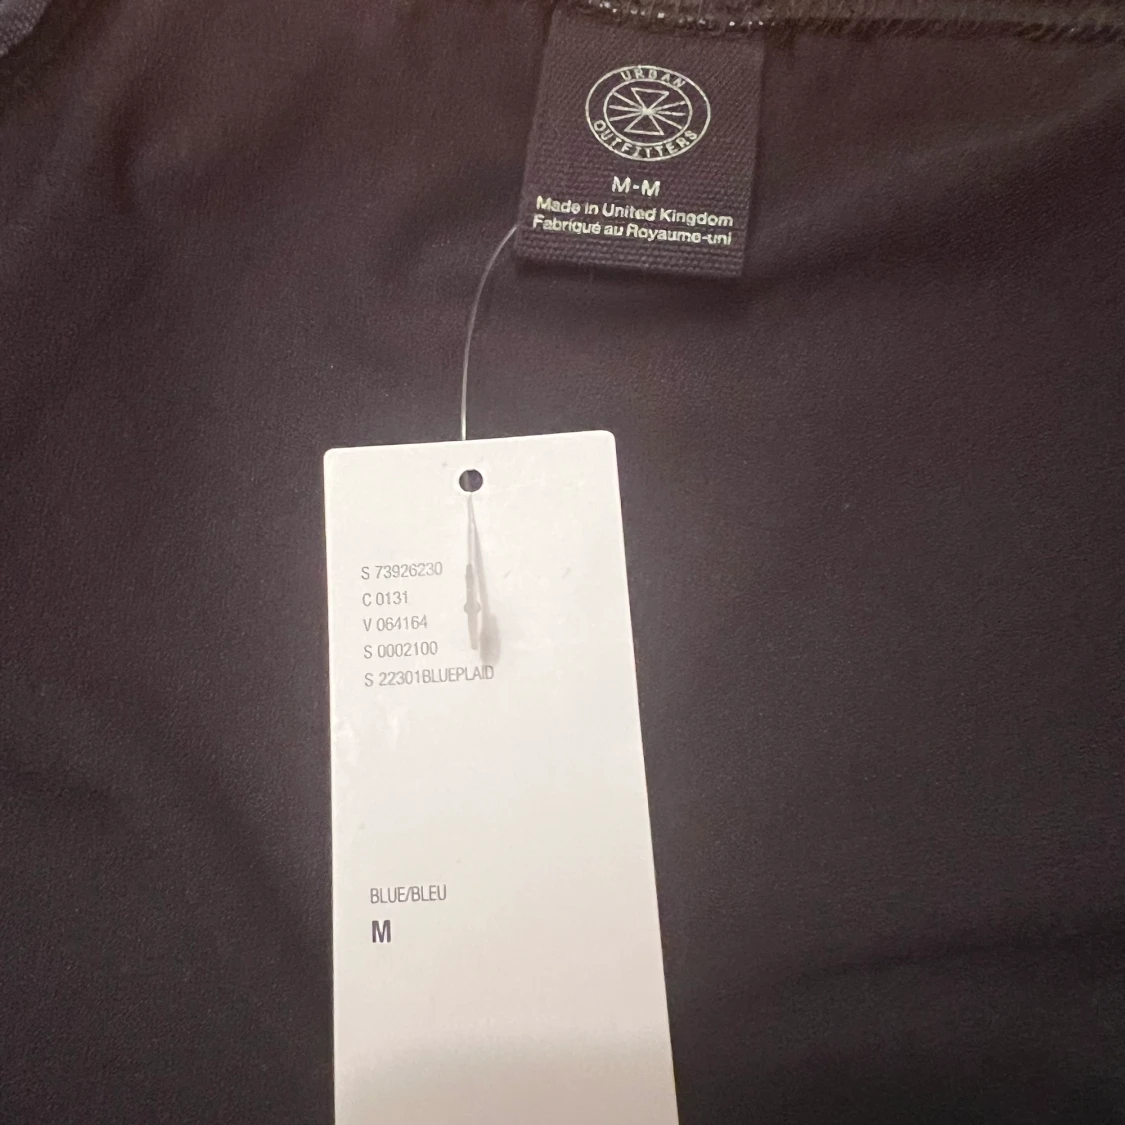 URBAN
OUTFITTERS
M-M
Made in United Kingdom
Fabriqué au Royaume-uni
S 73926230
C 0131
V 064164
S 0002100
S 22301BLUEPLAID
BLUE/BLEU
M